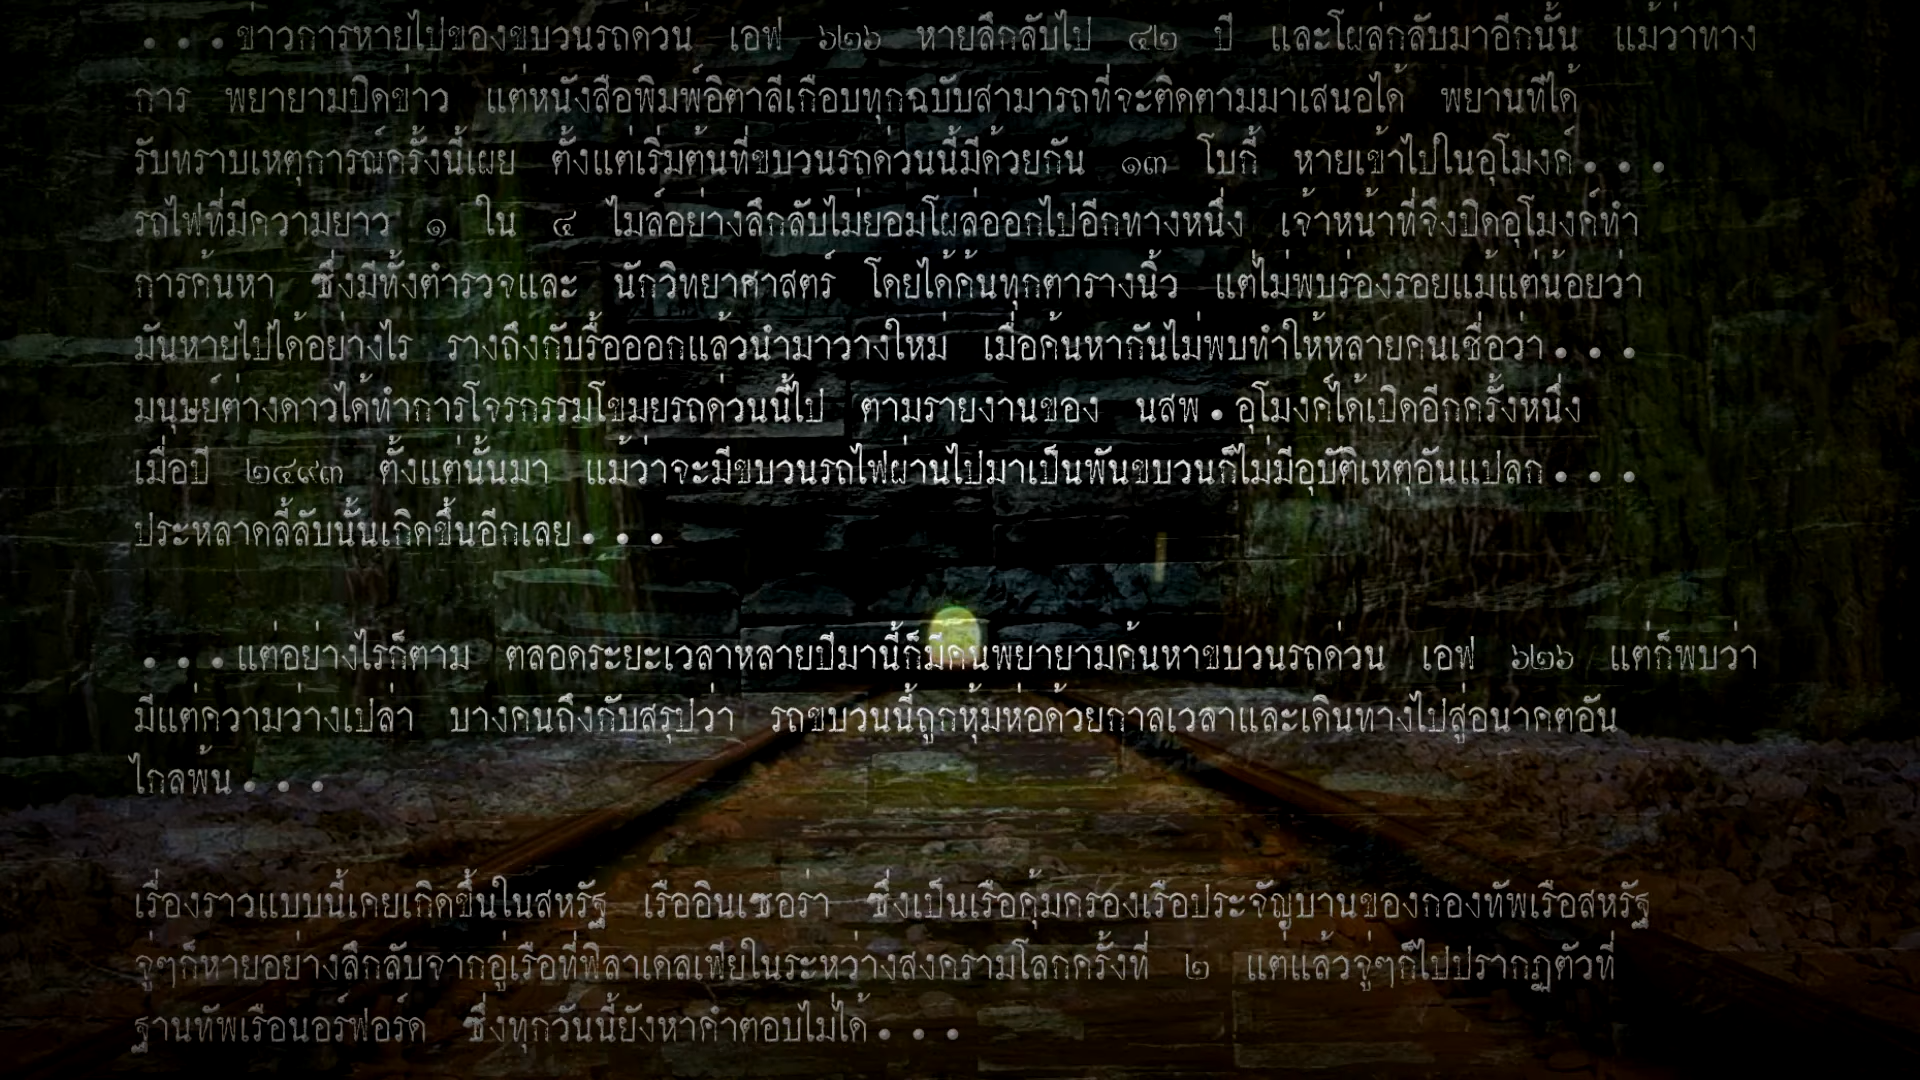 ...ข่าวการหายไปของขบวนรถด่วน เอฟ ๖๒๖ หายลึกลับไป ๔๒ ปี และโผล่กลับมาอีกนั้น แม้ว่าทาง
การ พยายามปิดข่าว แต่หนังสือพิมพ์อิตาลีเกือบทุกฉบับสามารถที่จะติดตามมาเสนอได้ พยานที่ได้
รับทราบเหตุการณ์ครั้งนี้เผย ตั้งแต่เริ่มต้นที่ขบวนรถด่วนนี้มีด้วยกัน ๑๓ โบกี้ หายเข้าไปในอุโมงค์...
รถไฟที่มีความยาว ๑ ใน ๔ ไมล์อย่างลึกลับไม่ยอมโผล่ออกไปอีกทางหนึ่ง เจ้าหน้าที่จึงปิดอุโมงค์ทำ
การค้นหา ซึ่งมีทั้งตำรวจและ นักวิทยาศาสตร์ โดยได้ค้นทุกตารางนิ้ว แต่ไม่พบร่องรอยแม้แต่น้อยว่า
มันหายไปได้อย่างไร รางถึงกับรื้อออกแล้วนำมาวางใหม่ เมื่อค้นหากันไม่พบทำให้หลายคนเชื่อว่า...
มนุษย์ต่างดาวได้ทำการโจรกรรมโขมยรถด่วนนี้ไป ตามรายงานของ นสพ.อุโมงค์ได้เปิดอีกครั้งหนึ่ง
เมื่อปี ๒๔๙๓ ตั้งแต่นั้นมา แม้ว่าจะมีขบวนรถไฟผ่านไปมาเป็นพันขบวนก็ไม่มีอุบัติเหตุอันแปลก...
ประหลาดลี้ลับนั้นเกิดขึ้นอีกเลย...
...แต่อย่างไรก็ตาม ตลอดระยะเวลาหลายปีมานี้ก็มีคนพยายามค้นหาขบวนรถด่วน เอฟ ๖๒๖ แต่ก็พบว่า
มีแต่ความว่างเปล่า บางคนถึงกับสรุปว่า รถขบวนนี้ถูกหุ้มห่อด้วยกาลเวลาและเดินทางไปสู่อนาคตอัน
ไกลพ้น...
เรื่องราวแบบนี้เคยเกิดขึ้นในสหรัฐ เรืออินเซอร่า ซึ่งเป็นเรือคุ้มครองเรือประจัญบานของกองทัพเรือสหรัฐ
จู่ๆก็หายอย่างลึกลับจากอู่เรือที่ฟิลาเดลเฟียในระหว่างสงครามโลกครั้งที่ ๒ แต่แล้วจู่ๆก็ไปปรากฏตัวที่
ฐานทัพเรือนอร์ฟอร์ด ซึ่งทุกวันนี้ยังหาคำตอบไม่ได้...